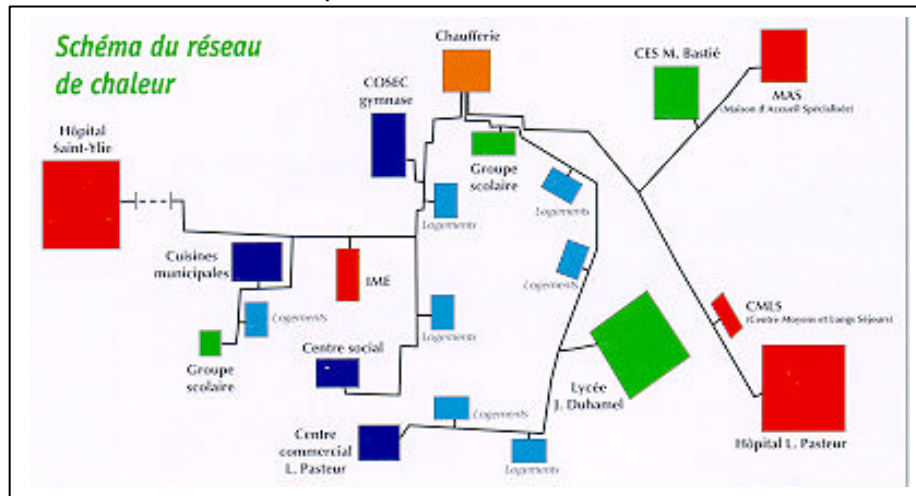 Schéma du réseau
de chaleur
Chaufferie
COSEC
gymnase
CES M. Bastié
MAS
(Maison d'Accueil Spécialisée)
Hôpital
Saint-Ylie
Groupe
scolaire
Logements
Logements
Logements
Cuisines
municipales
IME
Logements
Logements
CMLS
(Centre Moyens et Longs Séjours)
Centre social
Groupe
scolaire
Lycée
J. Duhamel
Logements
Centre
commercial
L. Pasteur
Hôpital L. Pasteur
Logements